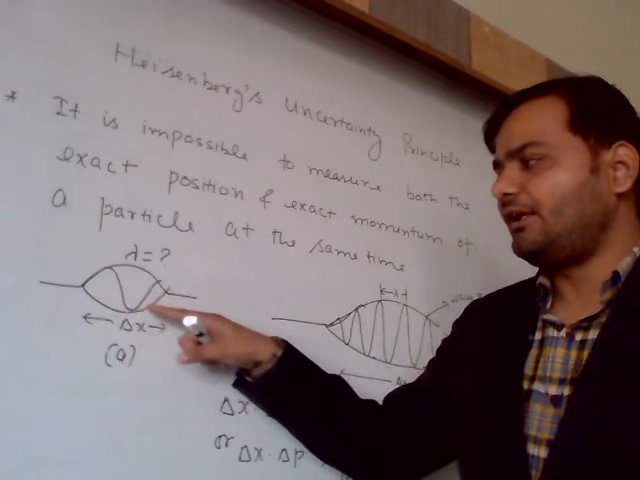 Heisenberg's Uncertainty Principle
* It is impossible to measure both the
exact position & exact momentum of
a particle at the same time
λ = ?
Δx
(a)
λ
Δx
Δx.
or Δx · Δp